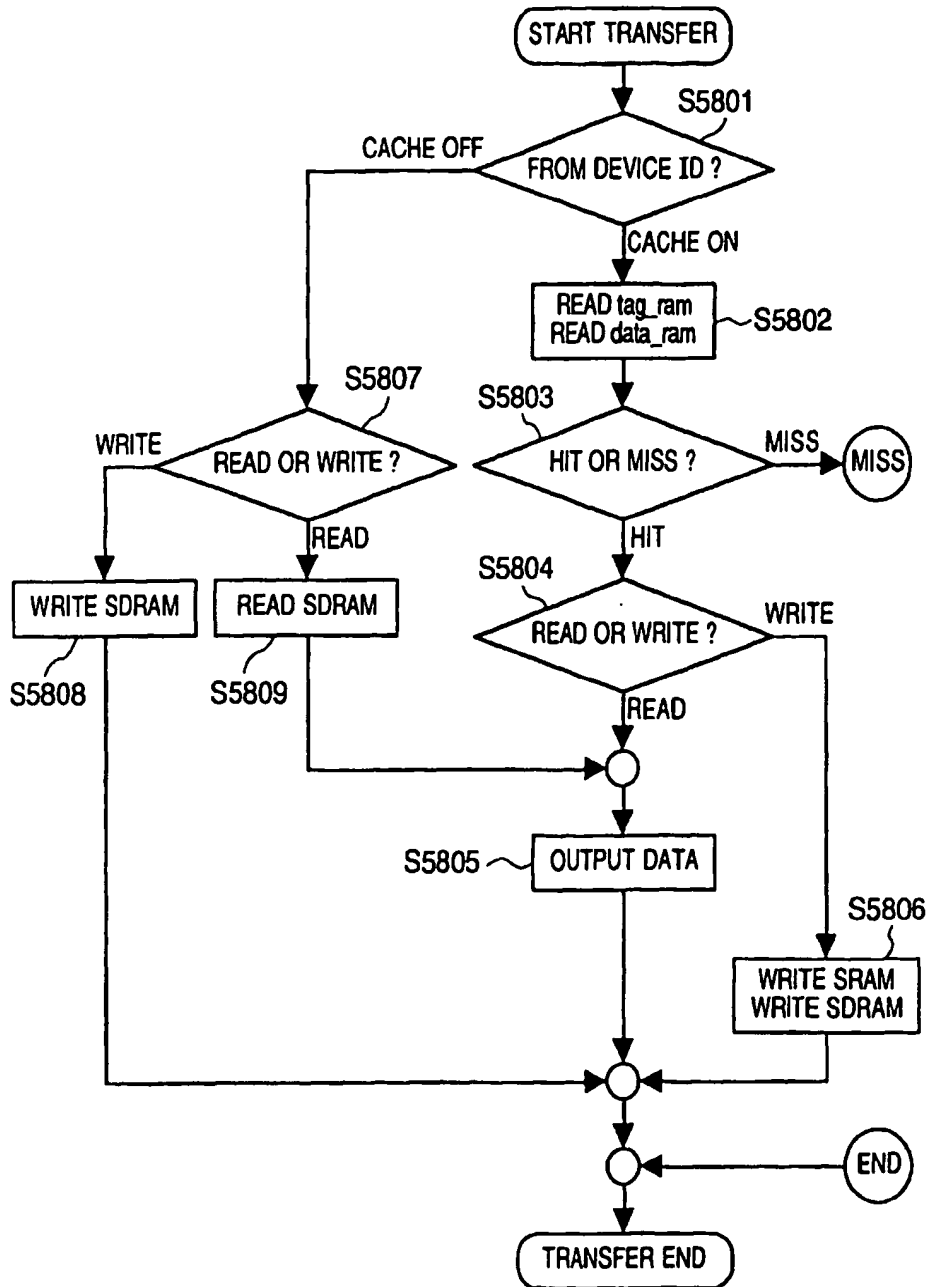 START TRANSFER
S5801
CACHE OFF
FROM DEVICE ID ?
CACHE ON
READ tag_ram
READ data_ram
S5802
S5807
S5803
WRITE
READ OR WRITE ?
HIT OR MISS ?
MISS
MISS
READ
HIT
S5804
WRITE SDRAM
READ SDRAM
READ OR WRITE ?
WRITE
S5808
S5809
READ
S5805
OUTPUT DATA
S5806
WRITE SRAM
WRITE SDRAM
END
TRANSFER END